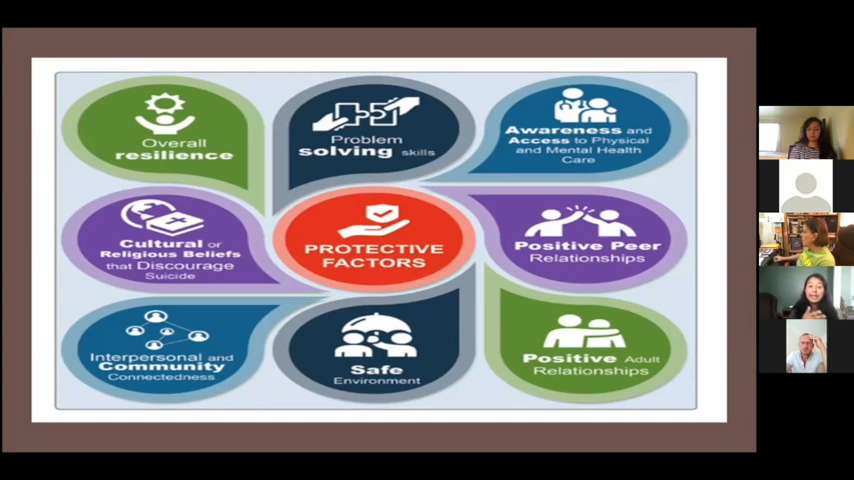 Overall
resilience
Problem
solving skills
Awareness and
Access to Physical
and Mental Health
Care
Cultural or
Religious Beliefs
that Discourage
Suicide
PROTECTIVE
FACTORS
Positive Peer
Relationships
Interpersonal and
Community
Connectedness
Safe
Environment
Positive Adult
Relationships